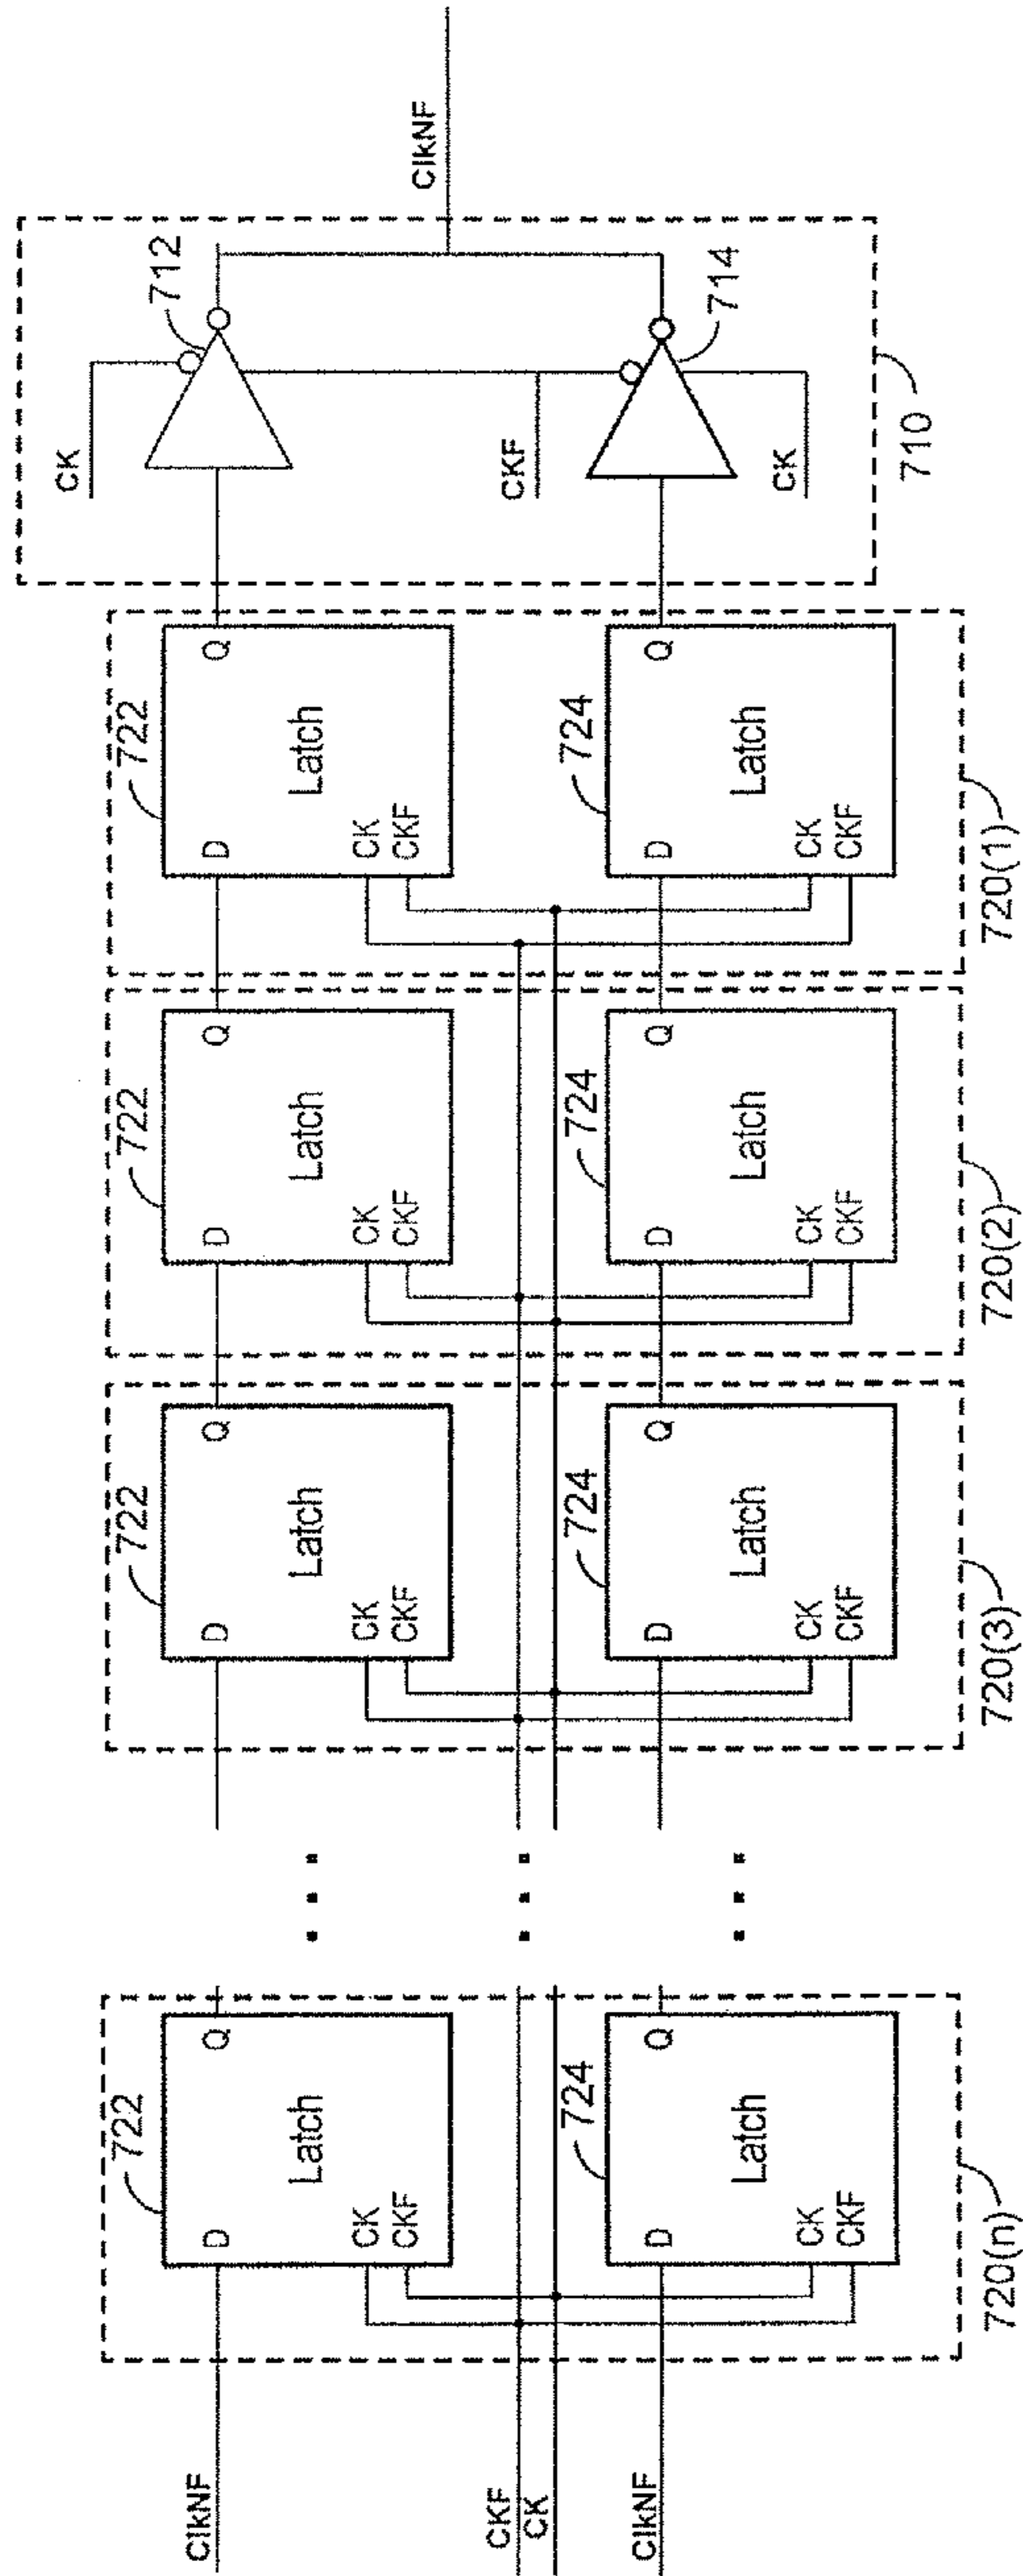 ClkNF
CKF
CK
ClkNF
722
D
Q
Latch
CK
CKF
724
D
Q
Latch
CK
CKF
720(n)
722
D
Q
Latch
CK
CKF
724
D
Q
Latch
CK
CKF
720(3)
722
D
Q
Latch
CK
CKF
724
D
Q
Latch
CK
CKF
720(2)
722
D
Q
Latch
CK
CKF
724
D
Q
Latch
CK
CKF
720(1)
CK
712
CKF
714
CK
710
ClkNF